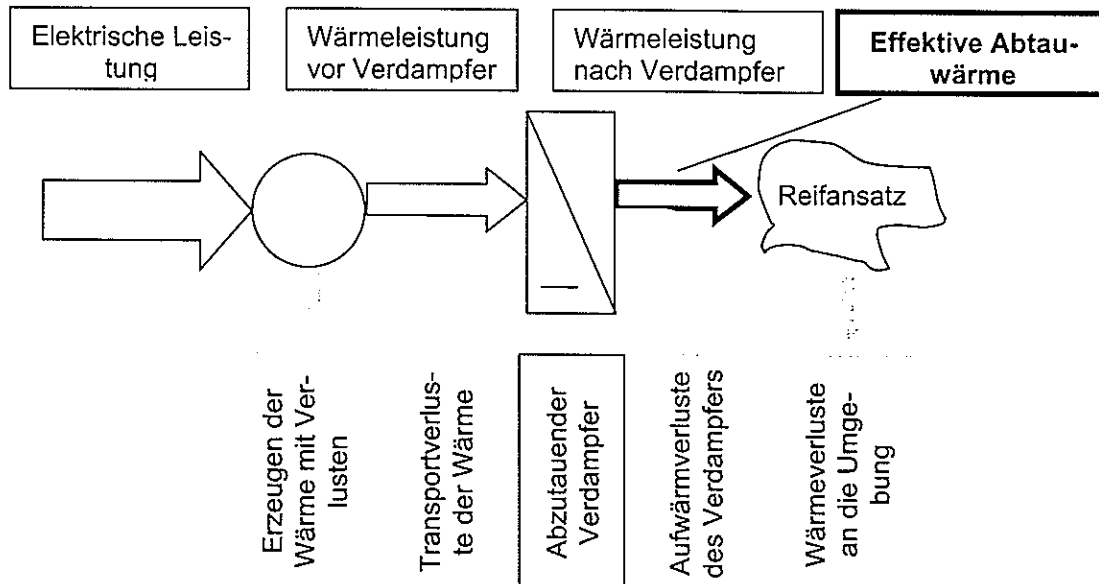 Elektrische Leis-
tung
Wärmeleistung
vor Verdampfer
Wärmeleistung
nach Verdampfer
Effektive Abtau-
wärme
Reifansatz
Erzeugen der
Wärme mit Ver-
lusten
Transportverlus-
te der Wärme
Abzutauender
Verdampfer
Aufwärmverluste
des Verdampfers
Wärmeverluste
an die Umge-
bung